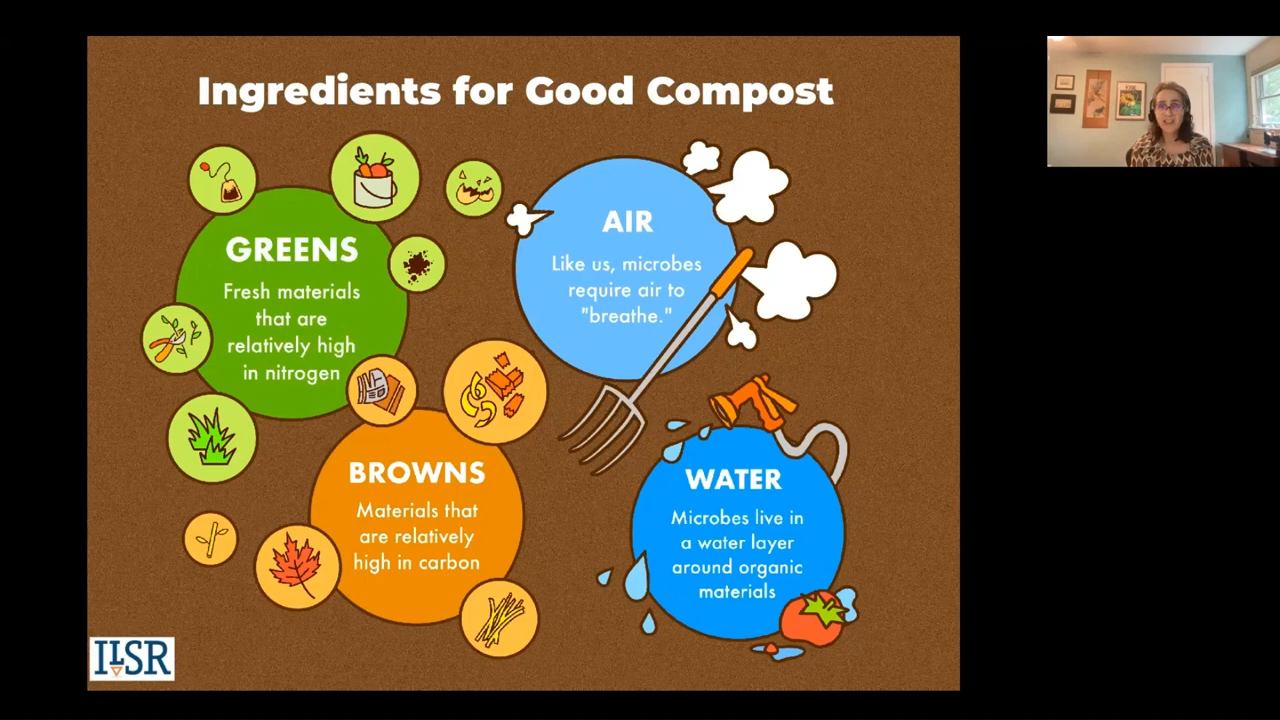 Ingredients for Good Compost
GREENS
Fresh materials
that are
relatively high
in nitrogen
AIR
Like us, microbes
require air to
"breathe."
BROWNS
Materials that
are relatively
high in carbon
WATER
Microbes live in
a water layer
around organic
materials
ILSR